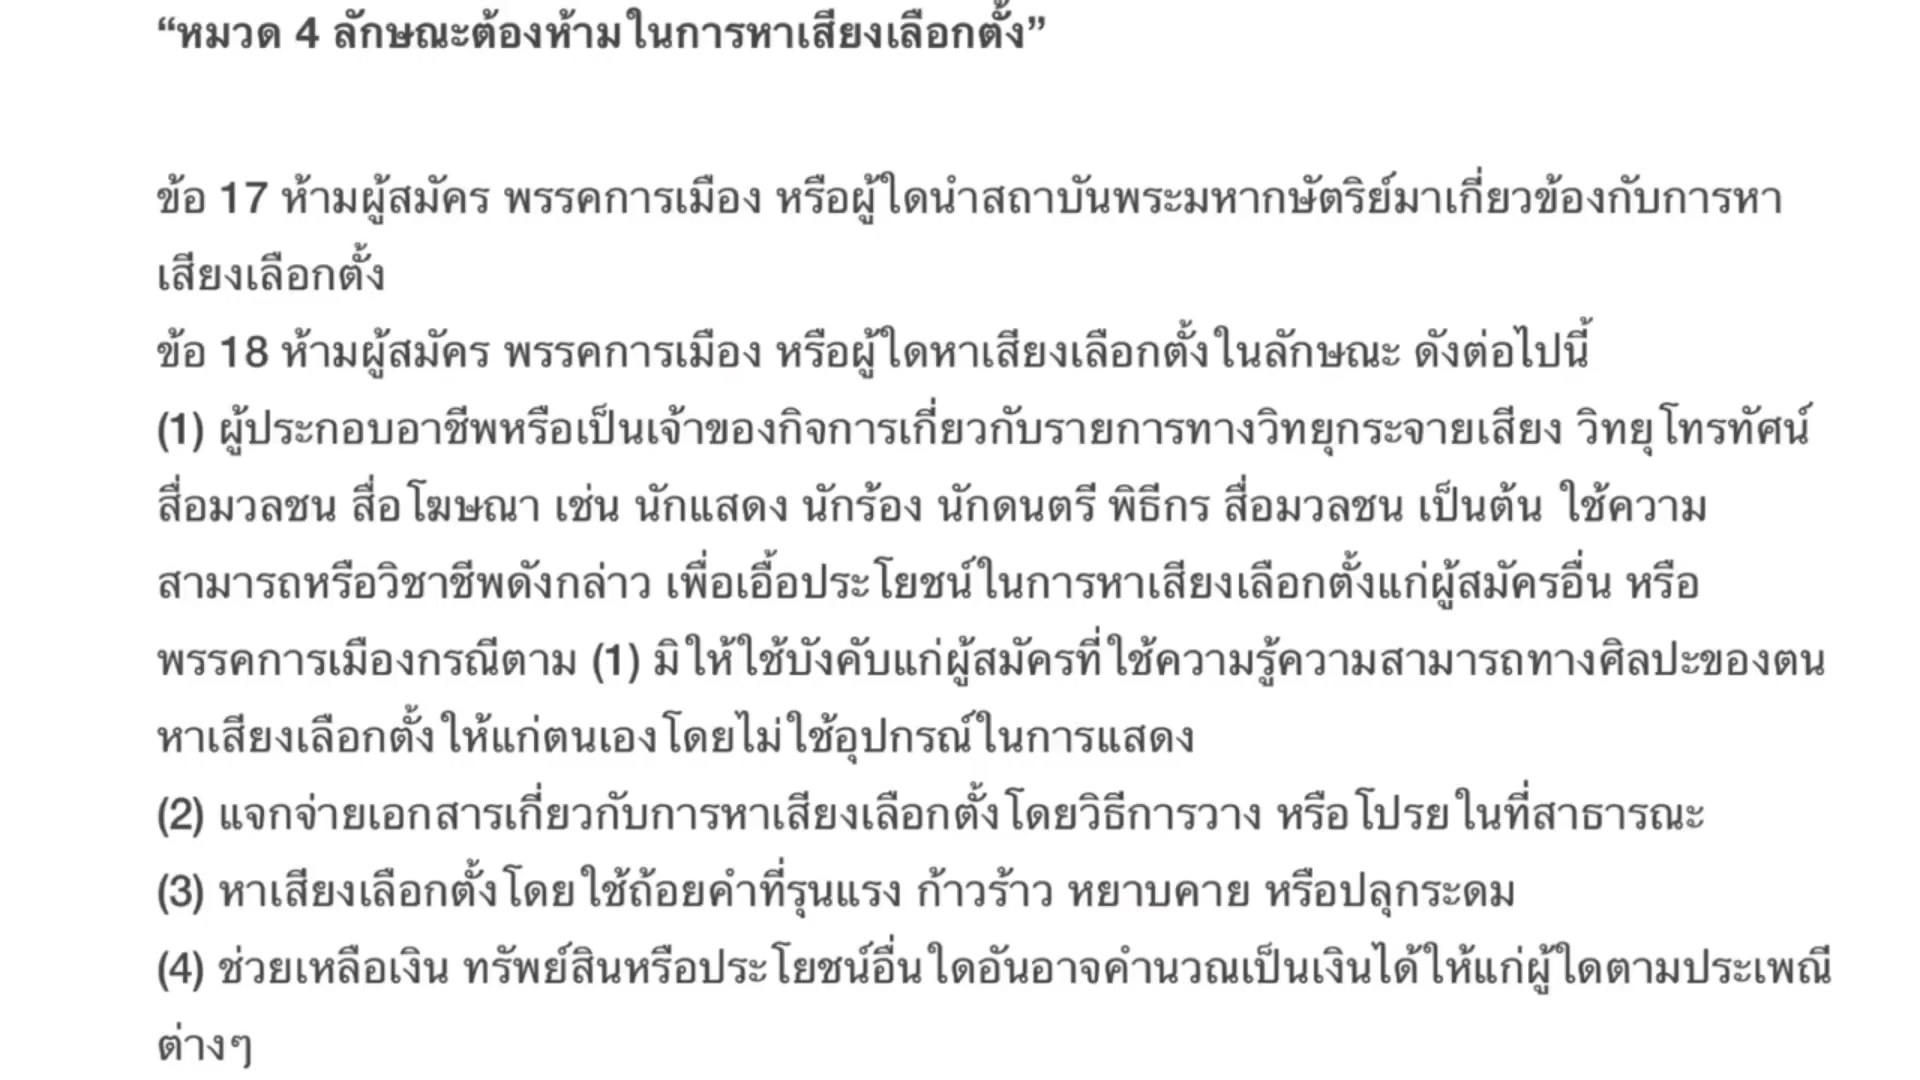 “หมวด 4 ลักษณะต้องห้ามในการหาเสียงเลือกตั้ง”
ข้อ 17 ห้ามผู้สมัคร พรรคการเมือง หรือผู้ใดนำสถาบันพระมหากษัตริย์มาเกี่ยวข้องกับการหา
เสียงเลือกตั้ง
ข้อ 18 ห้ามผู้สมัคร พรรคการเมือง หรือผู้ใดหาเสียงเลือกตั้งในลักษณะ ดังต่อไปนี้
(1) ผู้ประกอบอาชีพหรือเป็นเจ้าของกิจการเกี่ยวกับรายการทางวิทยุกระจายเสียง วิทยุโทรทัศน์
สื่อมวลชน สื่อโฆษณา เช่น นักแสดง นักร้อง นักดนตรี พิธีกร สื่อมวลชน เป็นต้น ใช้ความ
สามารถหรือวิชาชีพดังกล่าว เพื่อเอื้อประโยชน์ในการหาเสียงเลือกตั้งแก่ผู้สมัครอื่น หรือ
พรรคการเมืองกรณีตาม (1) มิให้ใช้บังคับแก่ผู้สมัครที่ใช้ความรู้ความสามารถทางศิลปะของตน
หาเสียงเลือกตั้งให้แก่ตนเองโดยไม่ใช้อุปกรณ์ในการแสดง
(2) แจกจ่ายเอกสารเกี่ยวกับการหาเสียงเลือกตั้งโดยวิธีการวาง หรือโปรยในที่สาธารณะ
(3) หาเสียงเลือกตั้งโดยใช้ถ้อยคำที่รุนแรง ก้าวร้าว หยาบคาย หรือปลุกระดม
(4) ช่วยเหลือเงิน ทรัพย์สินหรือประโยชน์อื่นใดอันอาจคำนวณเป็นเงินได้ให้แก่ผู้ใดตามประเพณี
ต่างๆ